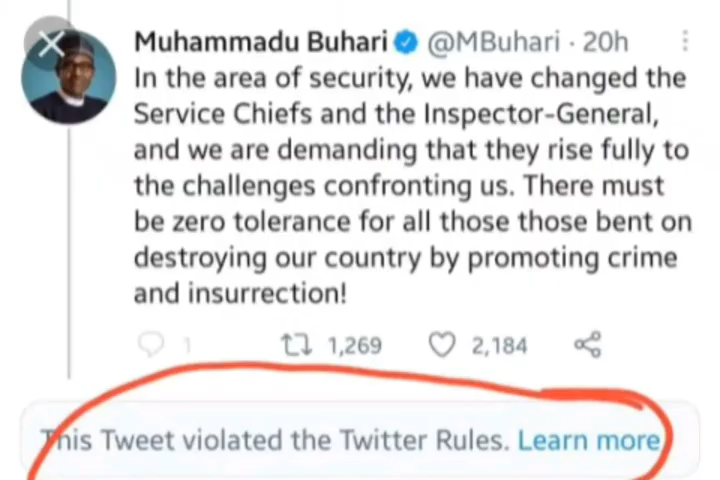 Muhammadu Buhari @MBuhari · 20h
In the area of security, we have changed the
Service Chiefs and the Inspector-General,
and we are demanding that they rise fully to
the challenges confronting us. There must
be zero tolerance for all those those bent on
destroying our country by promoting crime
and insurrection!
1 1,269 2,184
This Tweet violated the Twitter Rules. Learn more